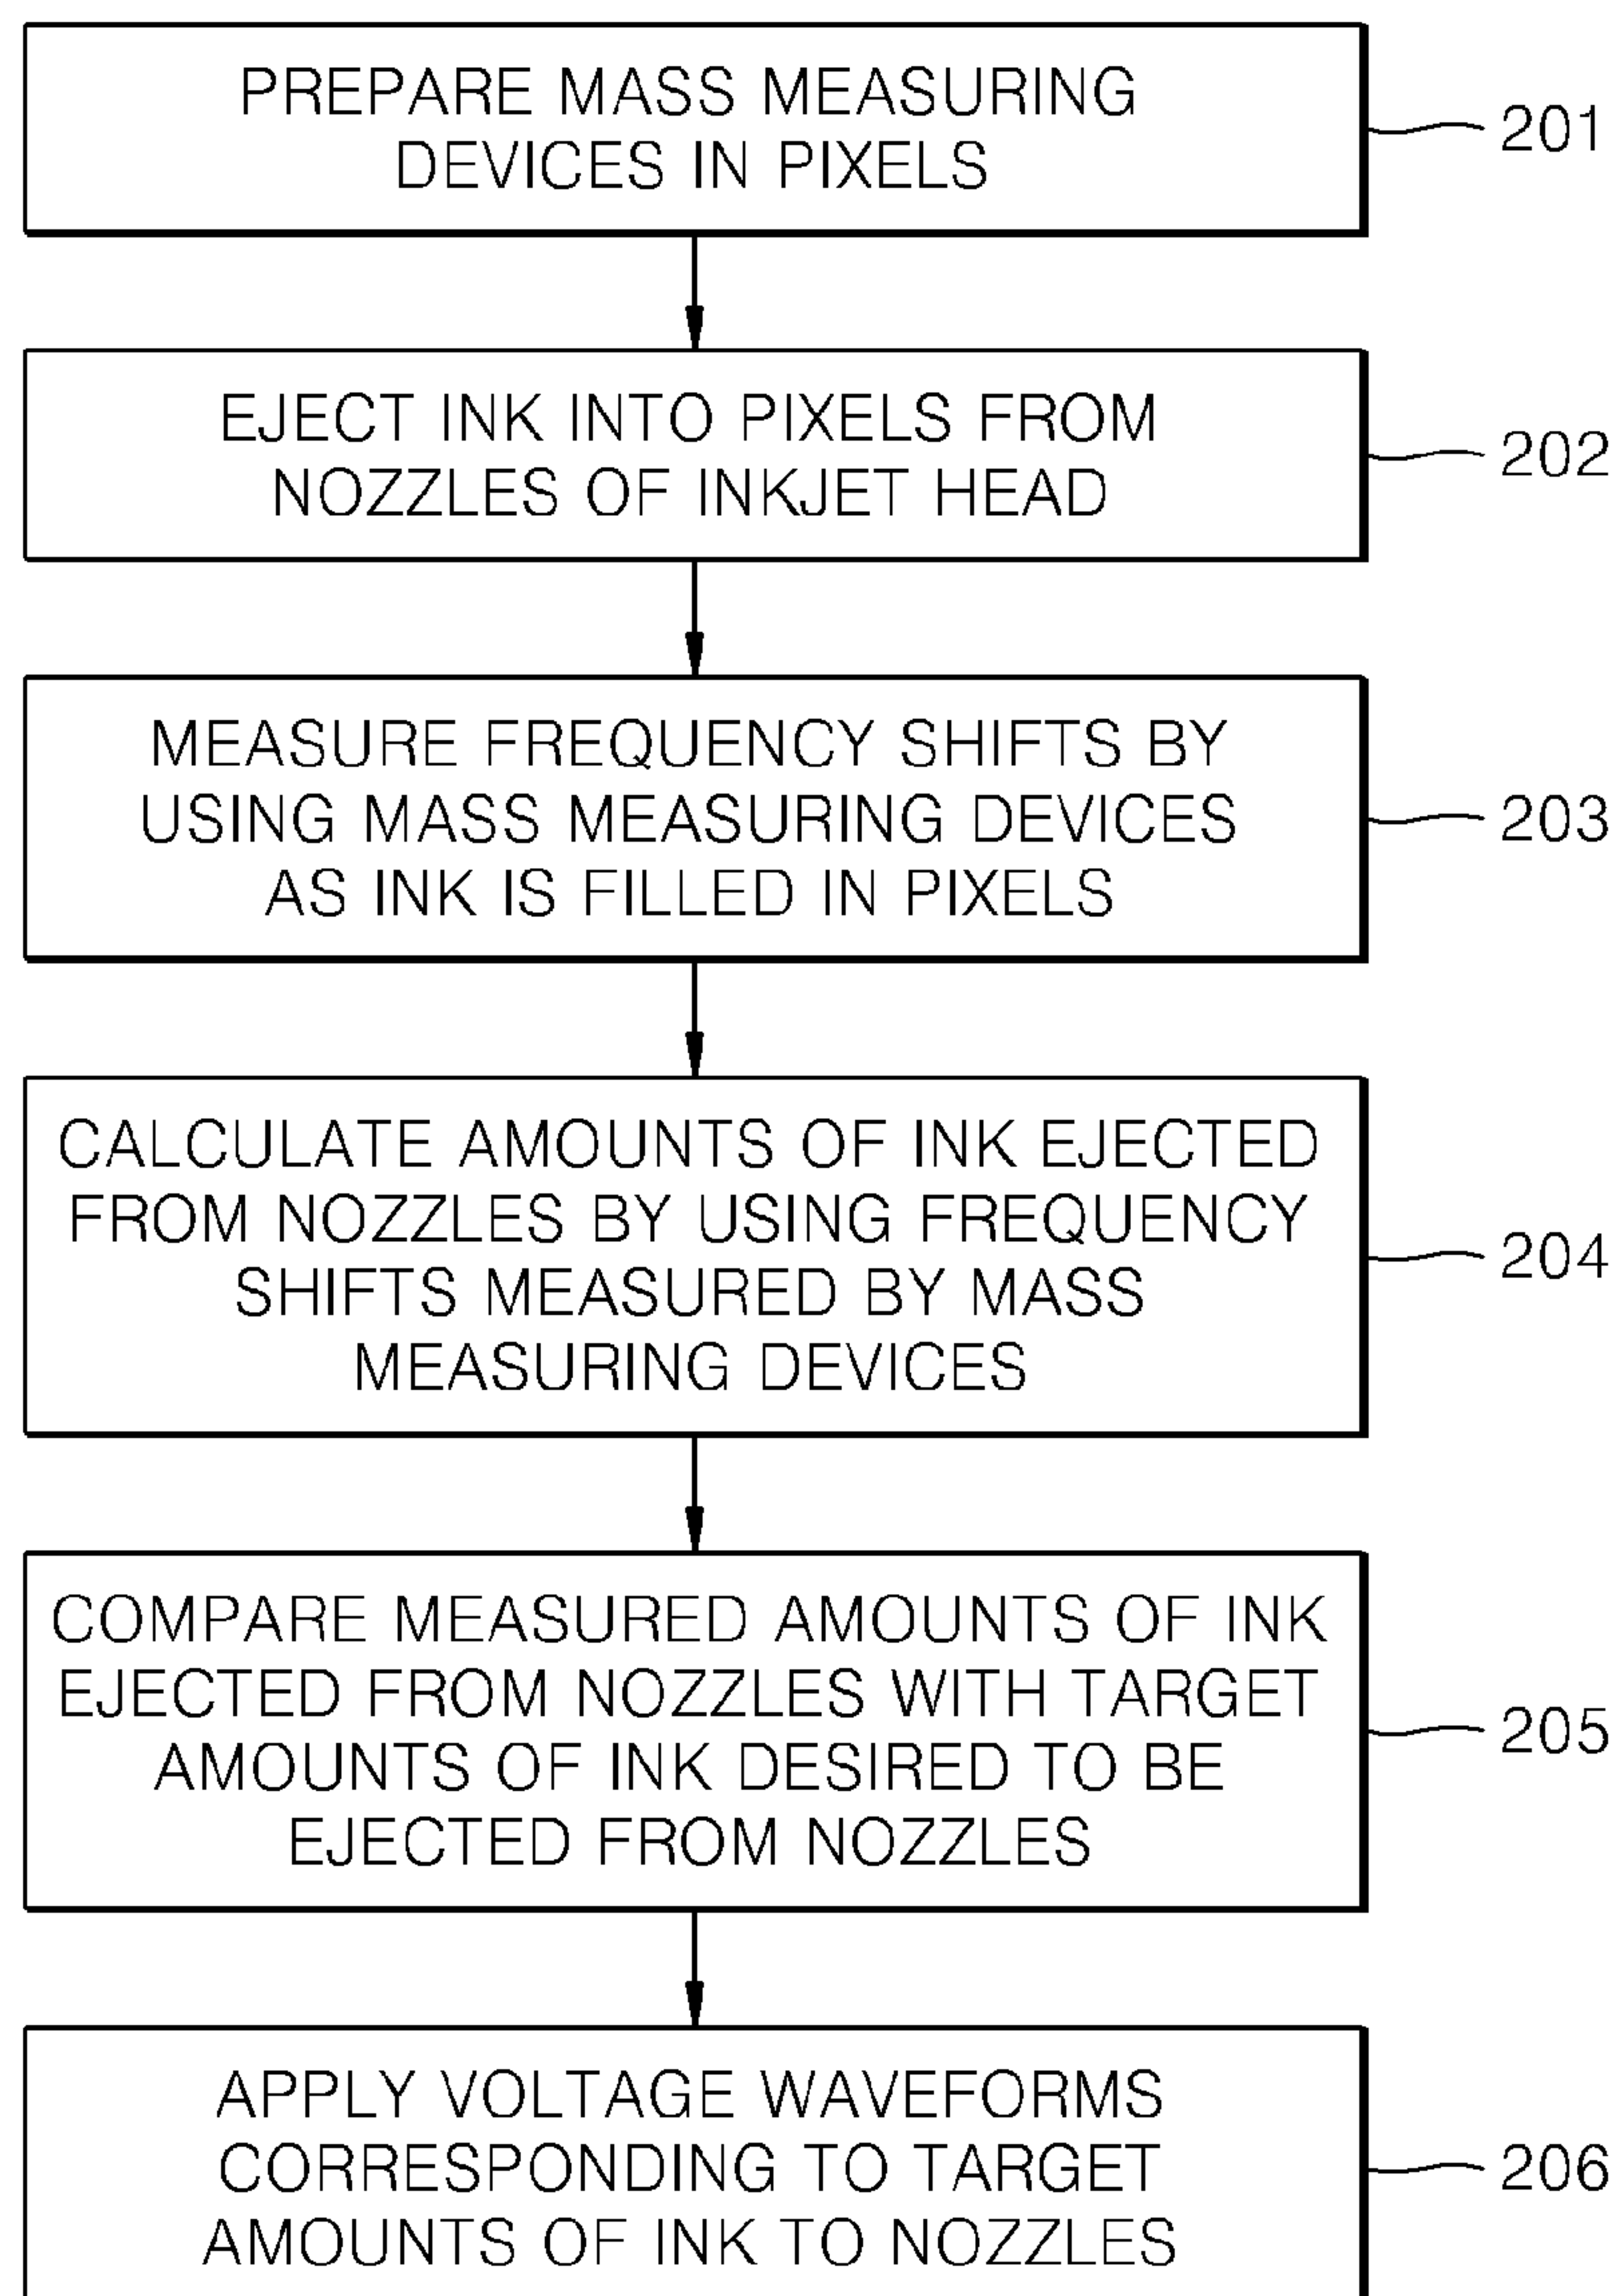 PREPARE MASS MEASURING
DEVICES IN PIXELS
201
EJECT INK INTO PIXELS FROM
NOZZLES OF INKJET HEAD
202
MEASURE FREQUENCY SHIFTS BY
USING MASS MEASURING DEVICES
AS INK IS FILLED IN PIXELS
203
CALCULATE AMOUNTS OF INK EJECTED
FROM NOZZLES BY USING FREQUENCY
SHIFTS MEASURED BY MASS
MEASURING DEVICES
204
COMPARE MEASURED AMOUNTS OF INK
EJECTED FROM NOZZLES WITH TARGET
AMOUNTS OF INK DESIRED TO BE
EJECTED FROM NOZZLES
205
APPLY VOLTAGE WAVEFORMS
CORRESPONDING TO TARGET
AMOUNTS OF INK TO NOZZLES
206